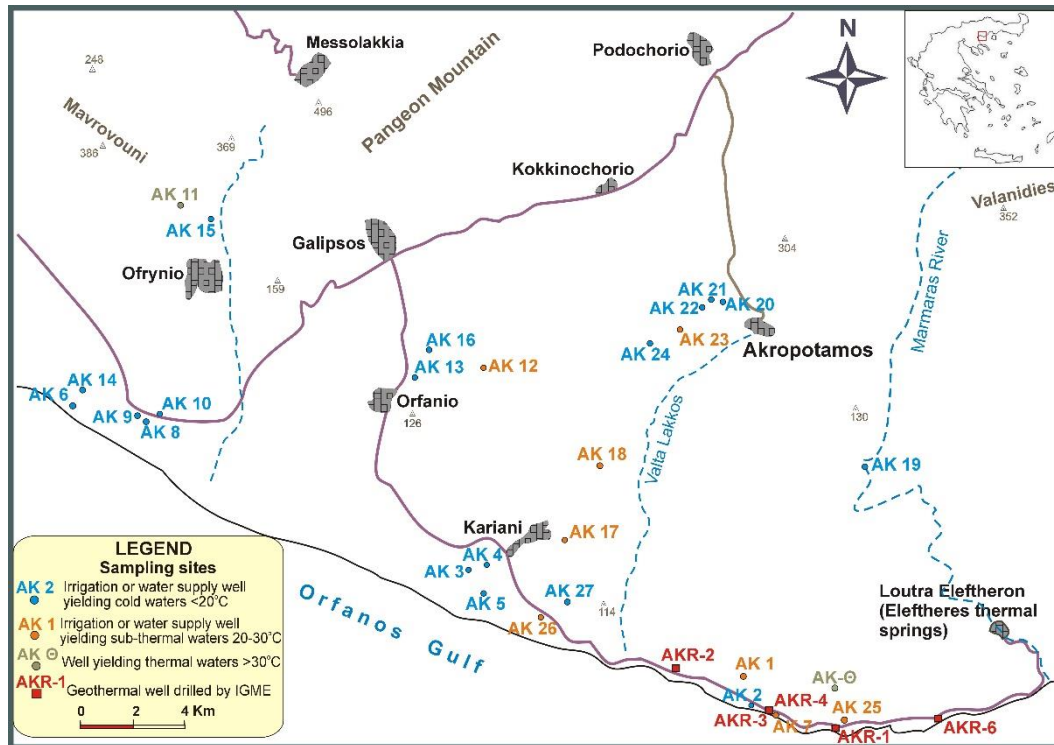 Messolakkia
Podochorio
N
248
Mavrovouni
386
496
369
Pangeon Mountain
Kokkinochorio
Valanidies
352
AK 11
AK 15
Galipsos
304
Ofrynio
159
AK 21
AK 22
AK 20
AK 23
AK 24
Akropotamos
Marmaras River
AK 16
AK 13
AK 12
Orfanio
126
AK 14
AK 6
AK 10
AK 9
AK 8
130
Valta Lakkos
AK 18
AK 19
Kariani
AK 17
AK 4
AK 3
AK 5
AK 27
114
AK 26
Orfanos Gulf
Loutra Eleftheron
(Eleftheres thermal
springs)
AKR-2
AK 1
AK-Θ
AK 2
AKR-4
AKR-3
AK 7
AK 25
AKR-1
AKR-6
LEGEND
Sampling sites
AK 2 Irrigation or water supply well
yielding cold waters <20°C
AK 1 Irrigation or water supply well
yielding sub-thermal waters 20-30°C
AK Θ Well yielding thermal waters >30°C
AKR-1 Geothermal well drilled by IGME
0 2 4 Km